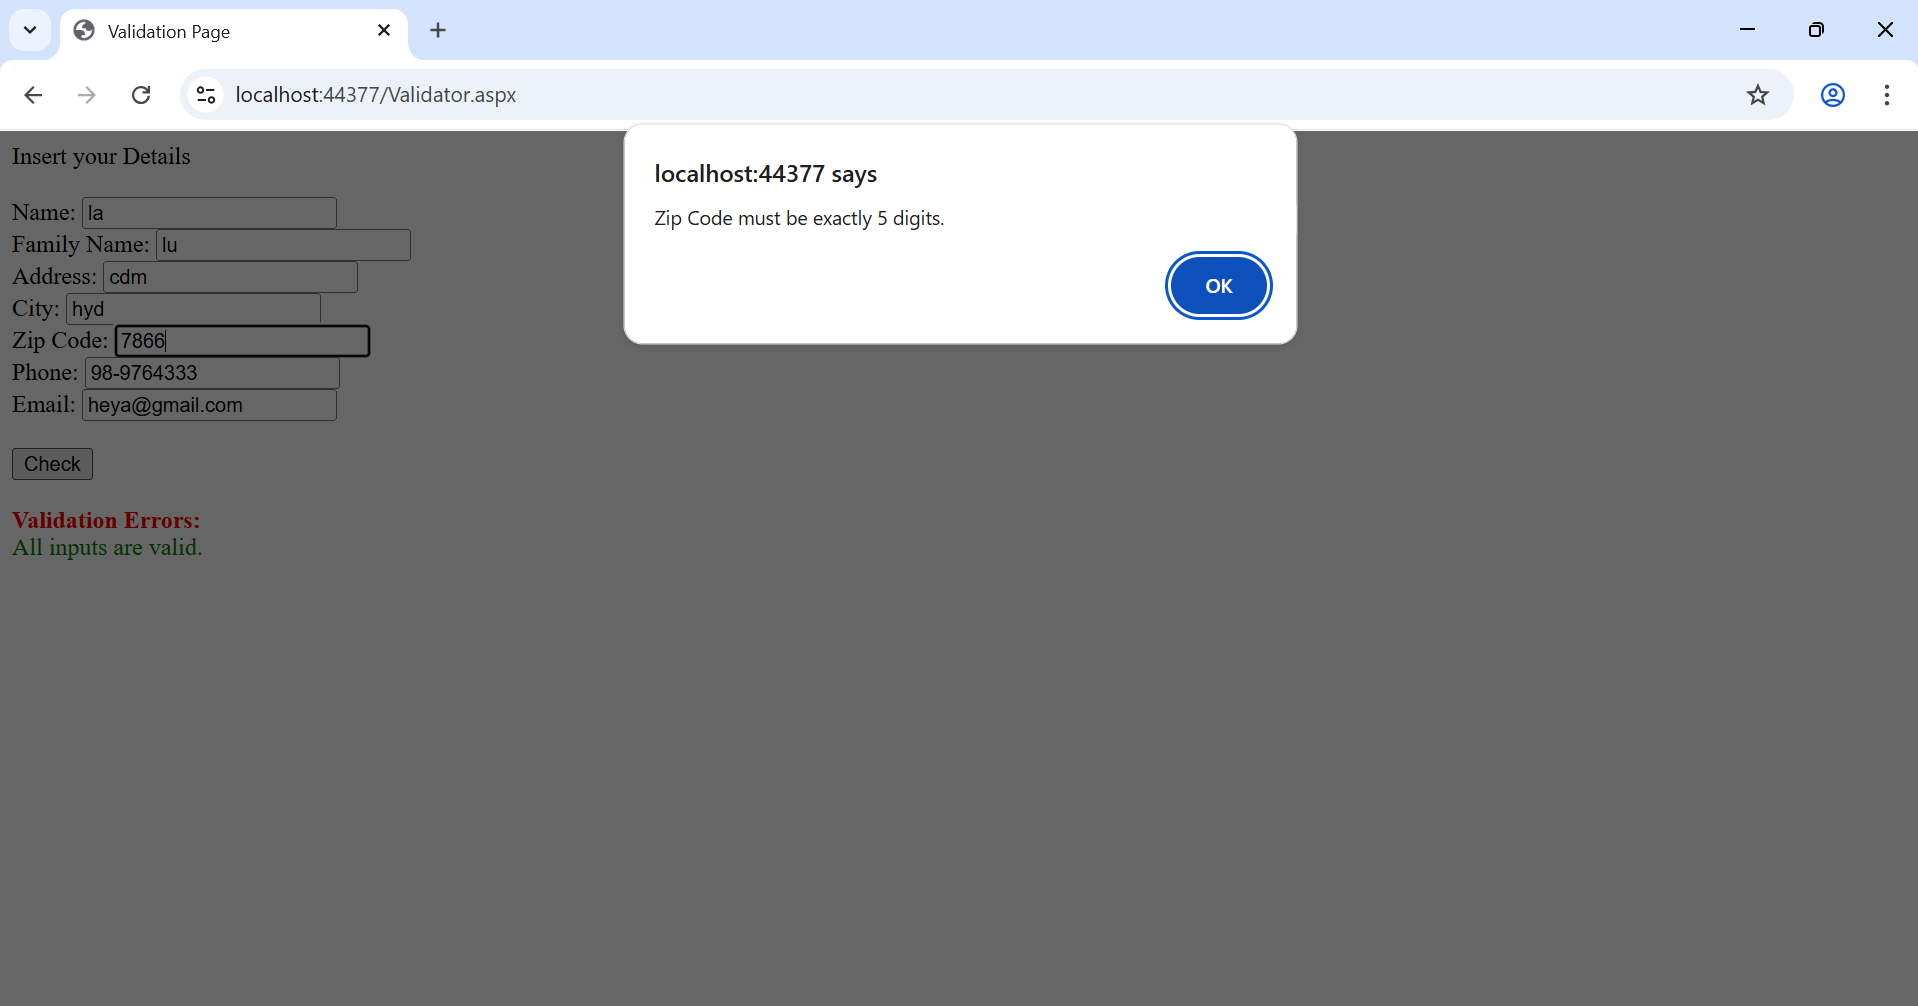 Validation Page
localhost:44377/Validator.aspx
localhost:44377 says
Zip Code must be exactly 5 digits.
OK
Insert your Details
Name: la
Family Name: lu
Address: cdm
City: hyd
Zip Code: 7866
Phone: 98-9764333
Email: heya@gmail.com
Check
Validation Errors:
All inputs are valid.